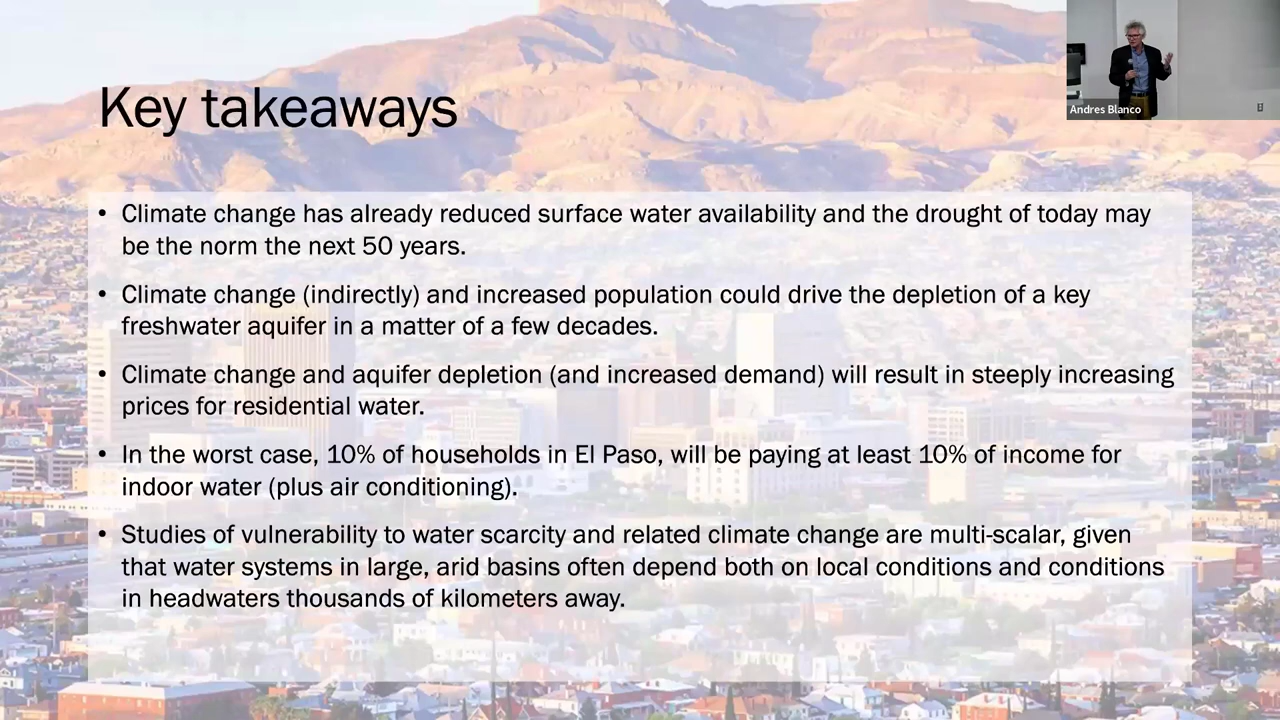 Andres Blanco
Key takeaways
• Climate change has already reduced surface water availability and the drought of today may
be the norm the next 50 years.
• Climate change (indirectly) and increased population could drive the depletion of a key
freshwater aquifer in a matter of a few decades.
• Climate change and aquifer depletion (and increased demand) will result in steeply increasing
prices for residential water.
• In the worst case, 10% of households in El Paso, will be paying at least 10% of income for
indoor water (plus air conditioning).
• Studies of vulnerability to water scarcity and related climate change are multi-scalar, given
that water systems in large, arid basins often depend both on local conditions and conditions
in headwaters thousands of kilometers away.